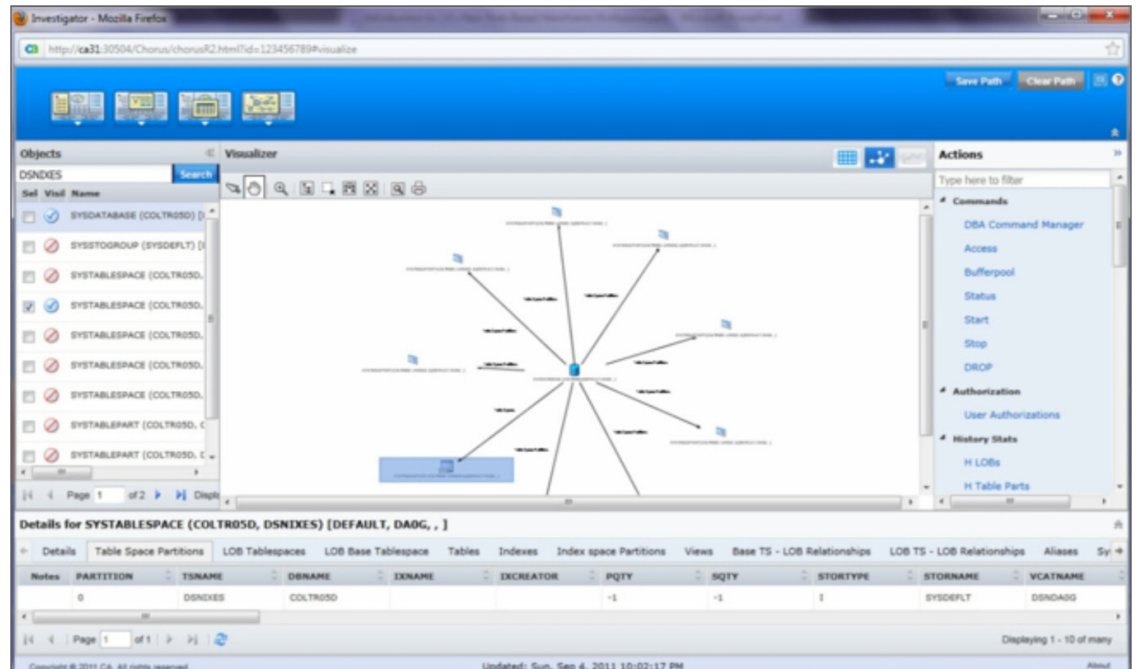 Investigator - Mozilla Firefox
http://ca31:30504/Chorus/chorusR2.html?id=123456789#visualize
Save Path
Clear Path
Objects
Visualizer
Actions
DSNIXES
Search
Type here to filter
Sel Visil Name
Commands
SYSDATABASE (COLTR05D) [
DBA Command Manager
SYSSTOGROUP (SYSDEFLT) [
Access
SYSTABLESPACE (COLTR05D,
Bufferpool
SYSTABLESPACE (COLTR05D,
Status
SYSTABLESPACE (COLTR05D,
Start
SYSTABLESPACE (COLTR05D,
Stop
SYSTABLESPACE (COLTR05D,
DROP
SYSTABLEPART (COLTR05D,
Authorization
SYSTABLEPART (COLTR05D,
User Authorizations
History Stats
H LOBs
H Table Parts
Page 1 of 2 Displ
Details for SYSTABLESPACE (COLTR05D, DSNIXES) [DEFAULT, DA0G, , ]
Details Table Space Partitions LOB Tablespaces LOB Base Tablespace Tables Indexes Index space Partitions Views Base TS - LOB Relationships LOB TS - LOB Relationships Aliases Sy
Notes PARTITION TSNAME DBNAME IXNAME IXCREATOR PQTY SQTY STORTYPE STORNAME VCATNAME
0 DSNIXES COLTR05D -1 -1 I SYSDEFLT DSNDA0G
Page 1 of 1 Displaying 1 - 10 of many
Copyright © 2011 CA. All rights reserved. Updated: Sun, Sep 4, 2011 10:02:17 PM About